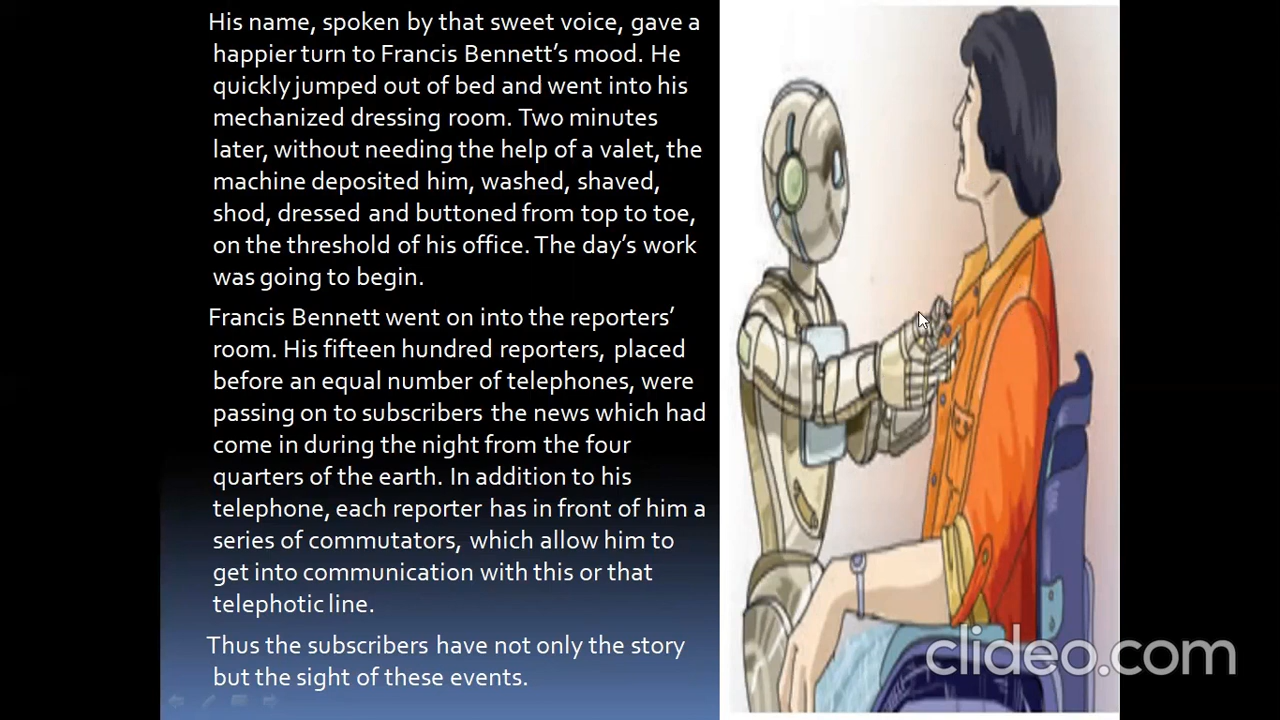 His name, spoken by that sweet voice, gave a
happier turn to Francis Bennett's mood. He
quickly jumped out of bed and went into his
mechanized dressing room. Two minutes
later, without needing the help of a valet, the
machine deposited him, washed, shaved,
shod, dressed and buttoned from top to toe,
on the threshold of his office. The day's work
was going to begin.
Francis Bennett went on into the reporters'
room. His fifteen hundred reporters, placed
before an equal number of telephones, were
passing on to subscribers the news which had
come in during the night from the four
quarters of the earth. In addition to his
telephone, each reporter has in front of him a
series of commutators, which allow him to
get into communication with this or that
telephotic line.
Thus the subscribers have not only the story
but the sight of these events.
clideo.com